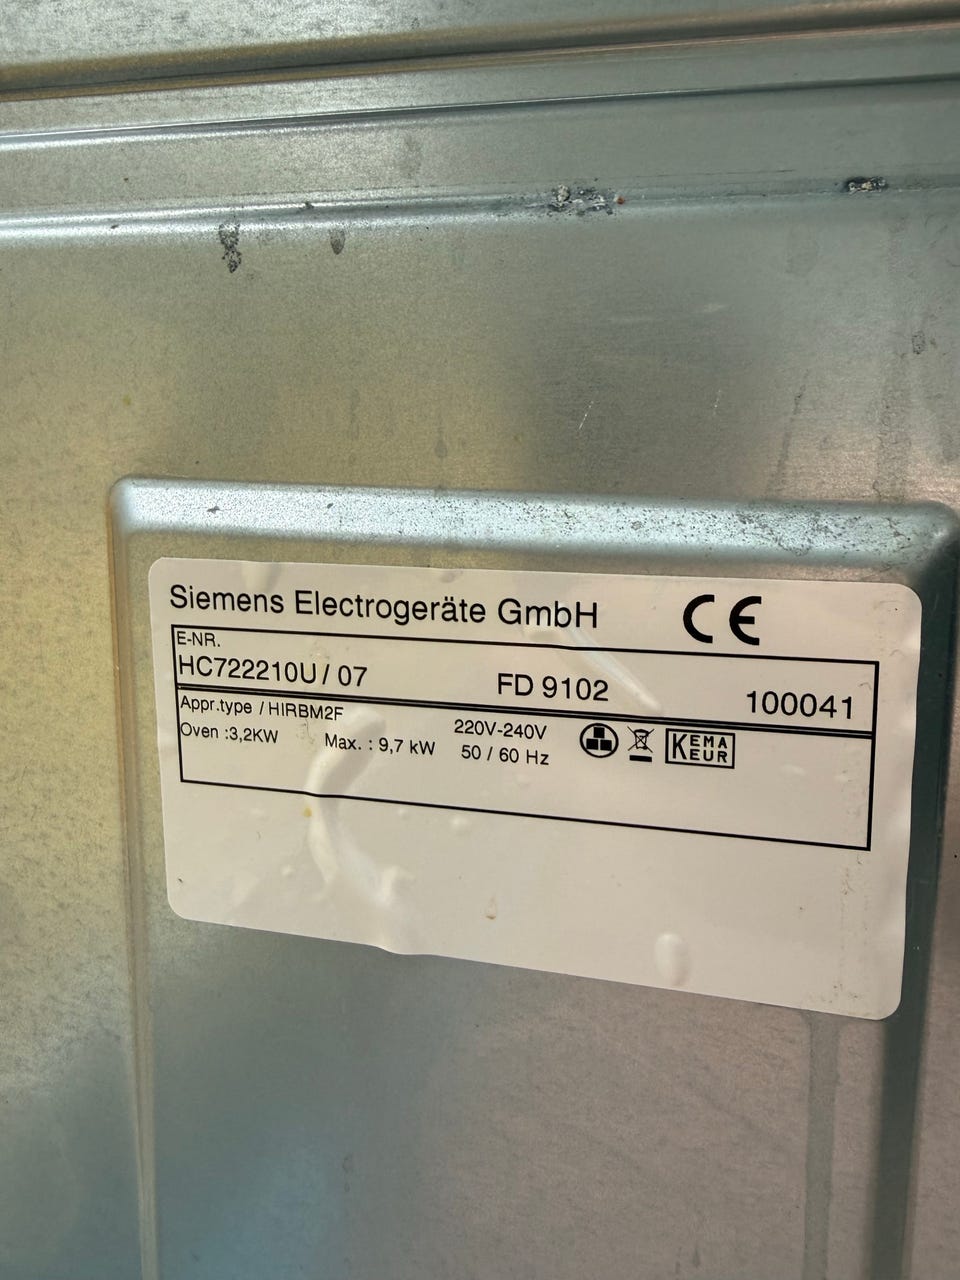 Siemens Electrogeräte GmbH CE
E-NR.
HC722210U / 07 FD 9102 100041
Appr.type / HIRBM2F
Oven :3,2KW Max. : 9,7 kW 220V-240V
50 / 60 Hz
KEMA
KEUR